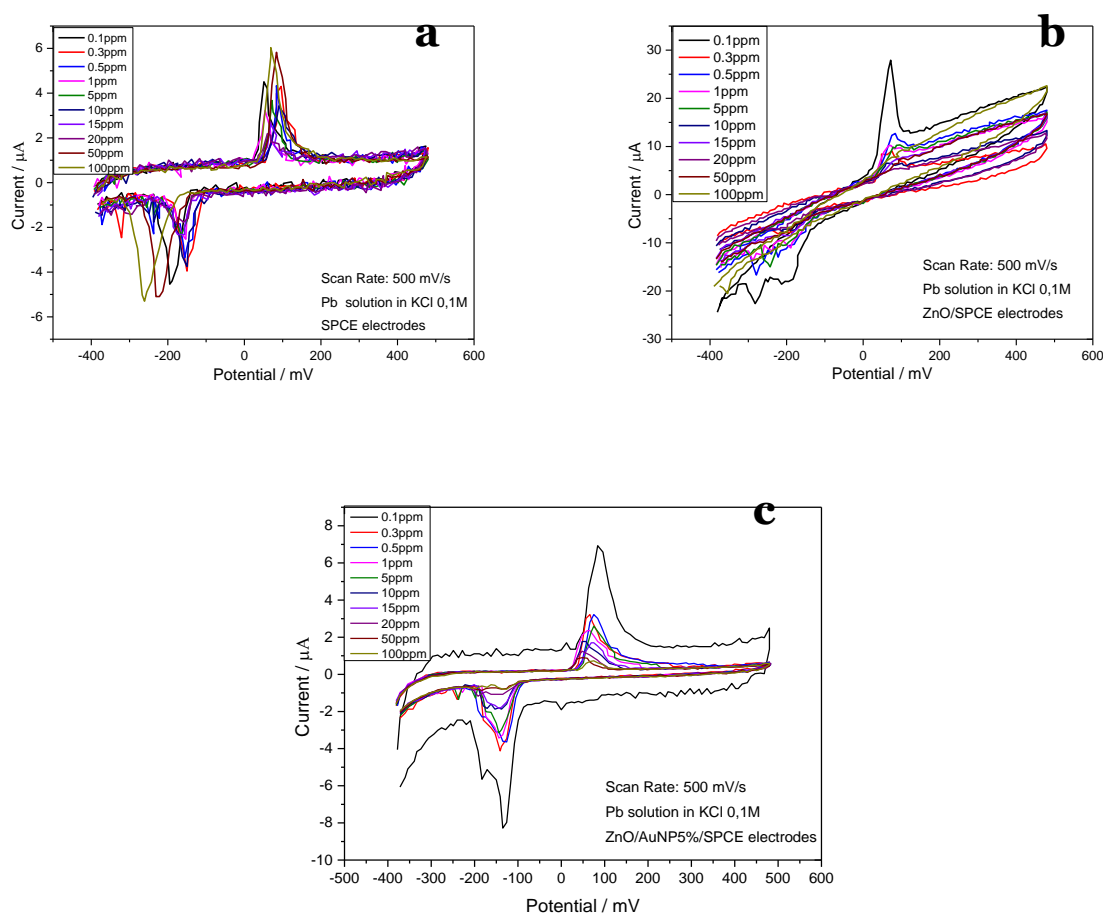 a
6
4
2
0
-2
-4
-6
Current / μA
0.1ppm
0.3ppm
0.5ppm
1ppm
5ppm
10ppm
15ppm
20ppm
50ppm
100ppm
Scan Rate: 500 mV/s
Pb solution in KCl 0,1M
SPCE electrodes
-400 -200 0 200 400 600
Potential / mV
b
30
20
10
0
-10
-20
-30
Current / μA
0.1ppm
0.3ppm
0.5ppm
1ppm
5ppm
10ppm
15ppm
20ppm
50ppm
100ppm
Scan Rate: 500 mV/s
Pb solution in KCl 0,1M
ZnO/SPCE electrodes
-400 -200 0 200 400 600
Potential / mV
c
8
6
4
2
0
-2
-4
-6
-8
-10
Current / μA
0.1ppm
0.3ppm
0.5ppm
1ppm
5ppm
10ppm
15ppm
20ppm
50ppm
100ppm
Scan Rate: 500 mV/s
Pb solution in KCl 0,1M
ZnO/AuNP5%/SPCE electrodes
-500 -400 -300 -200 -100 0 100 200 300 400 500 600
Potential / mV